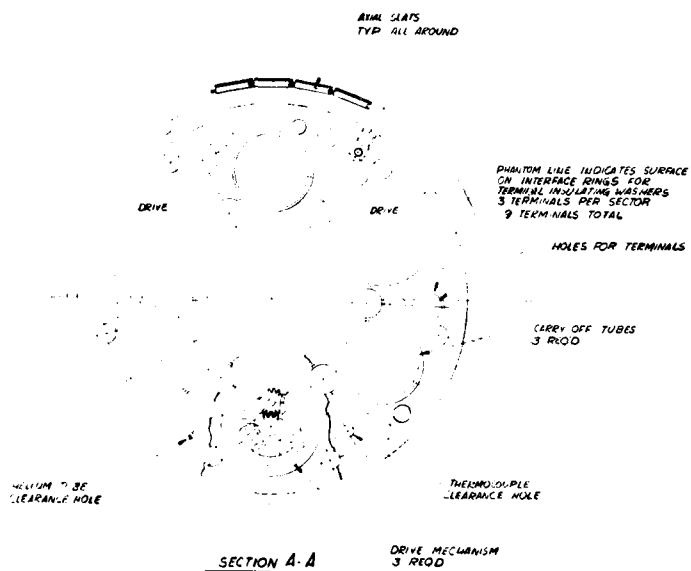 AXIAL SLATS
TYP ALL AROUND
PHANTOM LINE INDICATES SURFACE
ON INTERFACE RINGS FOR
TERMINAL INSULATING WASHERS
3 TERMINALS PER SECTOR
9 TERMINALS TOTAL
DRIVE
DRIVE
HOLES FOR TERMINALS
CARRY OFF TUBES
3 REQD
HELIUM TUBE
CLEARANCE HOLE
THERMOCOUPLE
CLEARANCE HOLE
SECTION A-A
DRIVE MECHANISM
3 REQD